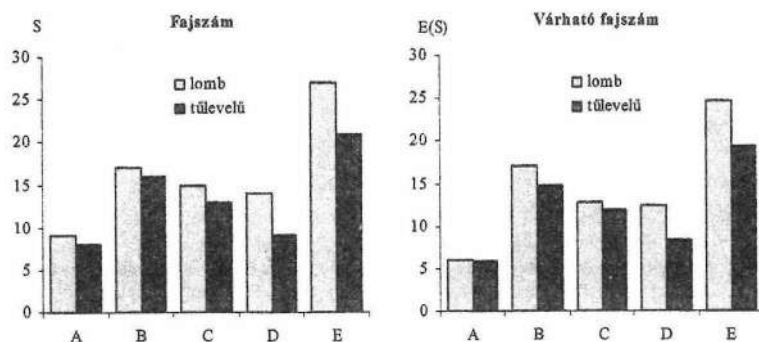 S
Fajszám
30
25
20
15
10
5
0
lomb
tűlevelű
A B C D E
E(S)
Várható fajszám
30
25
20
15
10
5
0
lomb
tűlevelű
A B C D E